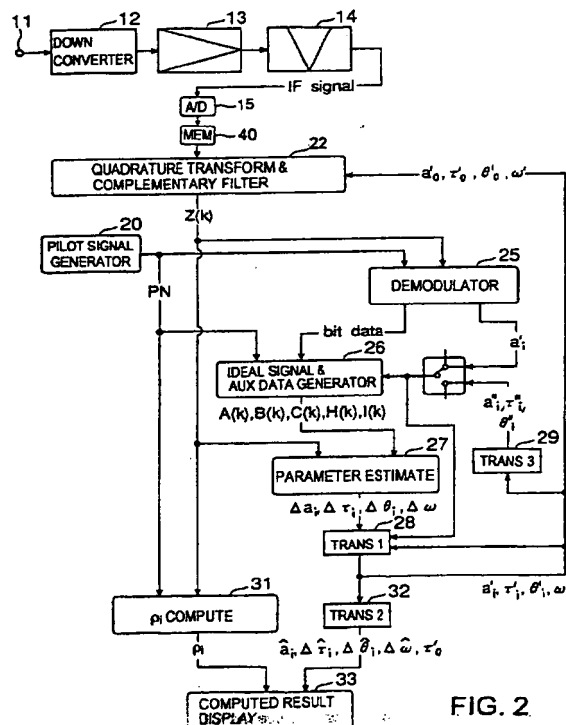 11
12
13
14
DOWN
CONVERTER
IF signal
A/D
15
MEM
40
22
QUADRATURE TRANSFORM &
COMPLEMENTARY FILTER
a'₀, τ'₀, θ'₀, ω'
Z(k)
20
PILOT SIGNAL
GENERATOR
PN
25
DEMODULATOR
bit data
26
a'ᵢ
IDEAL SIGNAL &
AUX DATA GENERATOR
A(k),B(k),C(k),H(k),I(k)
a"ᵢ, τ"ᵢ,
θ"ᵢ
27
29
PARAMETER ESTIMATE
TRANS 3
Δaᵢ, Δτᵢ, Δθᵢ, Δω
28
TRANS 1
31
32
a'ᵢ, τ'ᵢ, θ'ᵢ, ω
ρi COMPUTE
TRANS 2
ρi
âᵢ, Δτ̂ᵢ, Δθ̂ᵢ, Δω̂, τ'₀
33
COMPUTED RESULT
DISPLAY
FIG. 2